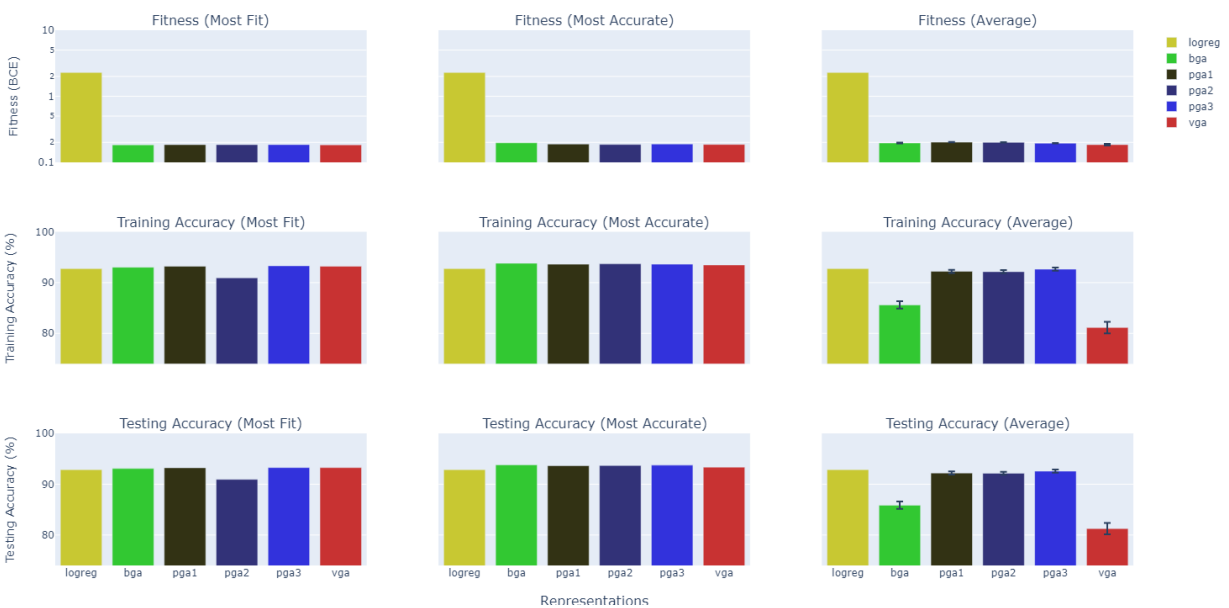 Fitness (Most Fit)
Fitness (Most Accurate)
Fitness (Average)
Fitness (BCE)
10
5
2
1
5
2
0.1
logreg
bga
pga1
pga2
pga3
vga
Training Accuracy (Most Fit)
Training Accuracy (Most Accurate)
Training Accuracy (Average)
Training Accuracy (%)
100
90
80
Testing Accuracy (Most Fit)
Testing Accuracy (Most Accurate)
Testing Accuracy (Average)
Testing Accuracy (%)
100
90
80
logreg bga pga1 pga2 pga3 vga
logreg bga pga1 pga2 pga3 vga
logreg bga pga1 pga2 pga3 vga
Representations